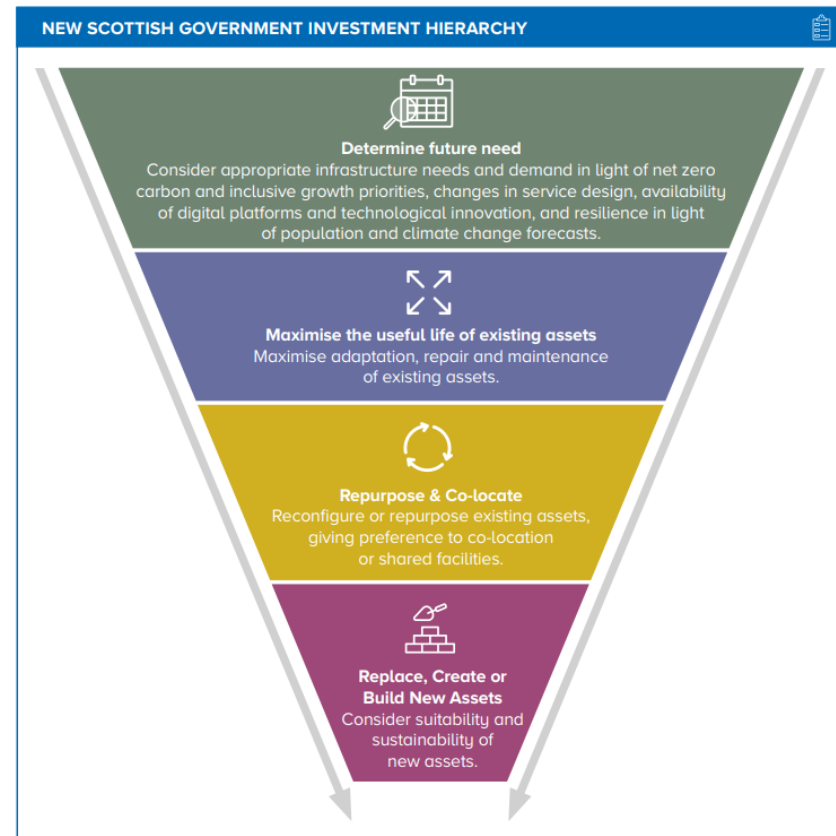 NEW SCOTTISH GOVERNMENT INVESTMENT HIERARCHY
Determine future need
Consider appropriate infrastructure needs and demand in light of net zero
carbon and inclusive growth priorities, changes in service design, availability
of digital platforms and technological innovation, and resilience in light
of population and climate change forecasts.
Maximise the useful life of existing assets
Maximise adaptation, repair and maintenance
of existing assets.
Repurpose & Co-locate
Reconfigure or repurpose existing assets,
giving preference to co-location
or shared facilities.
Replace, Create or
Build New Assets
Consider suitability and
sustainability of
new assets.